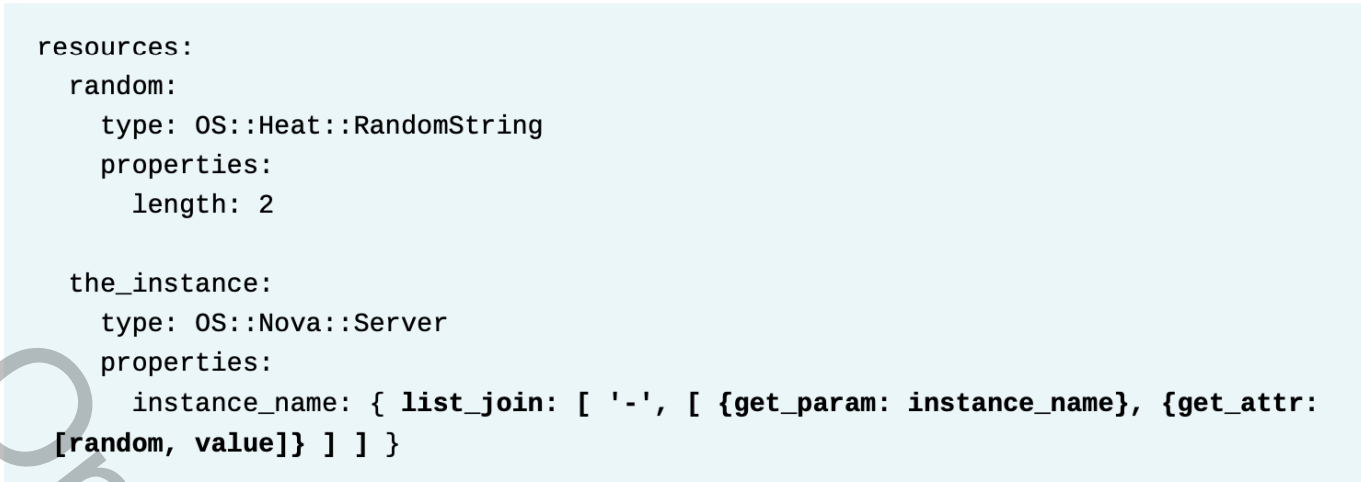 resources:
  random:
    type: OS::Heat::RandomString
    properties:
      length: 2

  the_instance:
    type: OS::Nova::Server
    properties:
      instance_name: { list_join: [ '-', [ {get_param: instance_name}, {get_attr:
 [random, value]} ] ] }